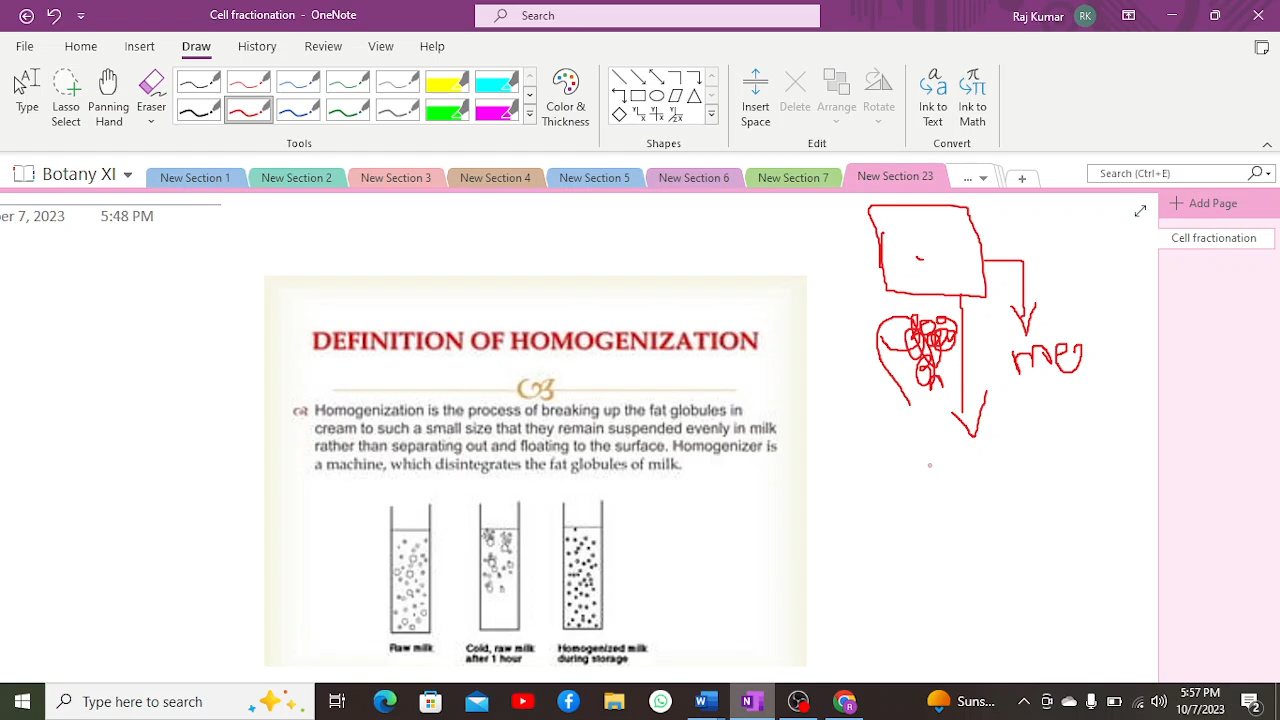 Cell fractionation - OneNote
Search
Raj Kumar
RK
File Home Insert Draw History Review View Help
Type
Lasso Select
Panning Hand
Eraser
Tools
Color & Thickness
Shapes
Insert Space
Delete
Arrange
Rotate
Edit
Ink to Text
Ink to Math
Convert
Botany XI
New Section 1
New Section 2
New Section 3
New Section 4
New Section 5
New Section 6
New Section 7
New Section 23
...
Search (Ctrl+E)
Add Page
Cell fractionation
er 7, 2023 5:48 PM
DEFINITION OF HOMOGENIZATION
Homogenization is the process of breaking up the fat globules in
cream to such a small size that they remain suspended evenly in milk
rather than separating out and floating to the surface. Homogenizer is
a machine, which disintegrates the fat globules of milk.
Raw milk
Cold, raw milk
after 1 hour
Homogenized milk
during storage
Type here to search
Suns...
5:57 PM
10/7/2023
2